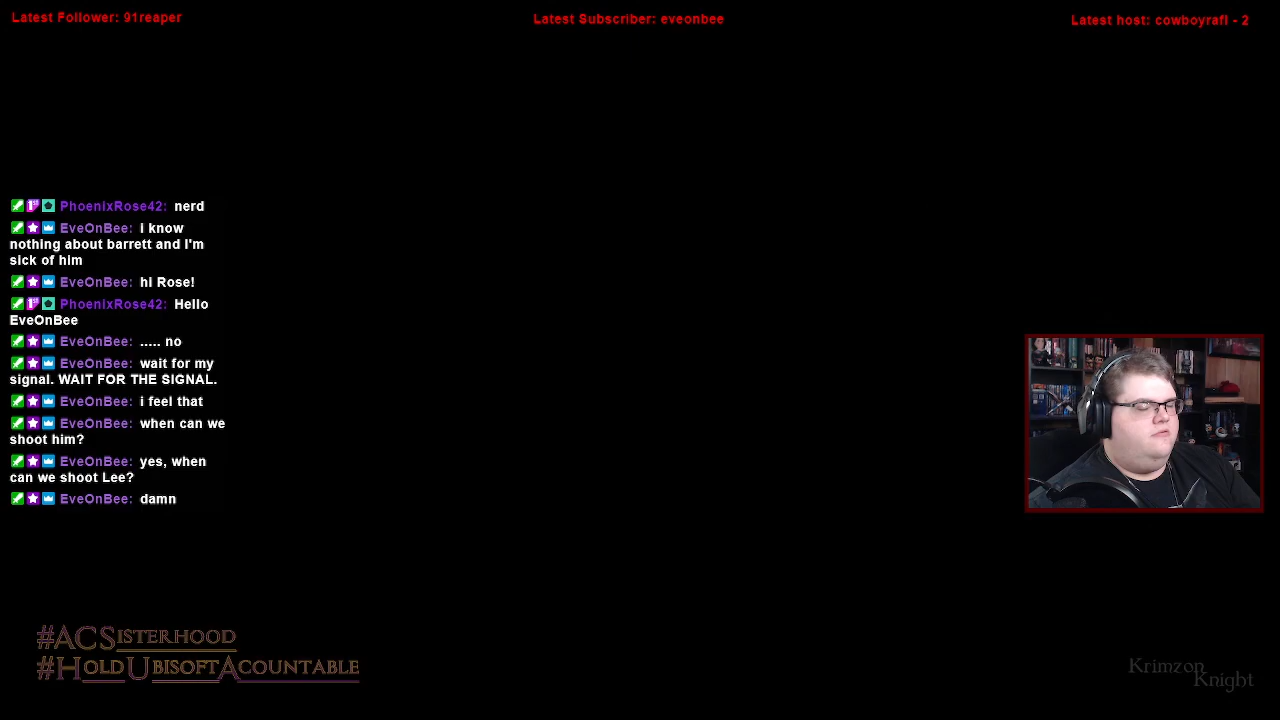 Latest Follower: 91reaper
Latest Subscriber: eveonbee
Latest host: cowboyrafl - 2
PhoenixRose42: nerd
EveOnBee: i know
nothing about barrett and I'm
sick of him
EveOnBee: hi Rose!
PhoenixRose42: Hello
EveOnBee
EveOnBee: ..... no
EveOnBee: wait for my
signal. WAIT FOR THE SIGNAL.
EveOnBee: i feel that
EveOnBee: when can we
shoot him?
EveOnBee: yes, when
can we shoot Lee?
EveOnBee: damn
#ACSisterhood
#HoldUbisoftAcountable
Krimzon
Knight